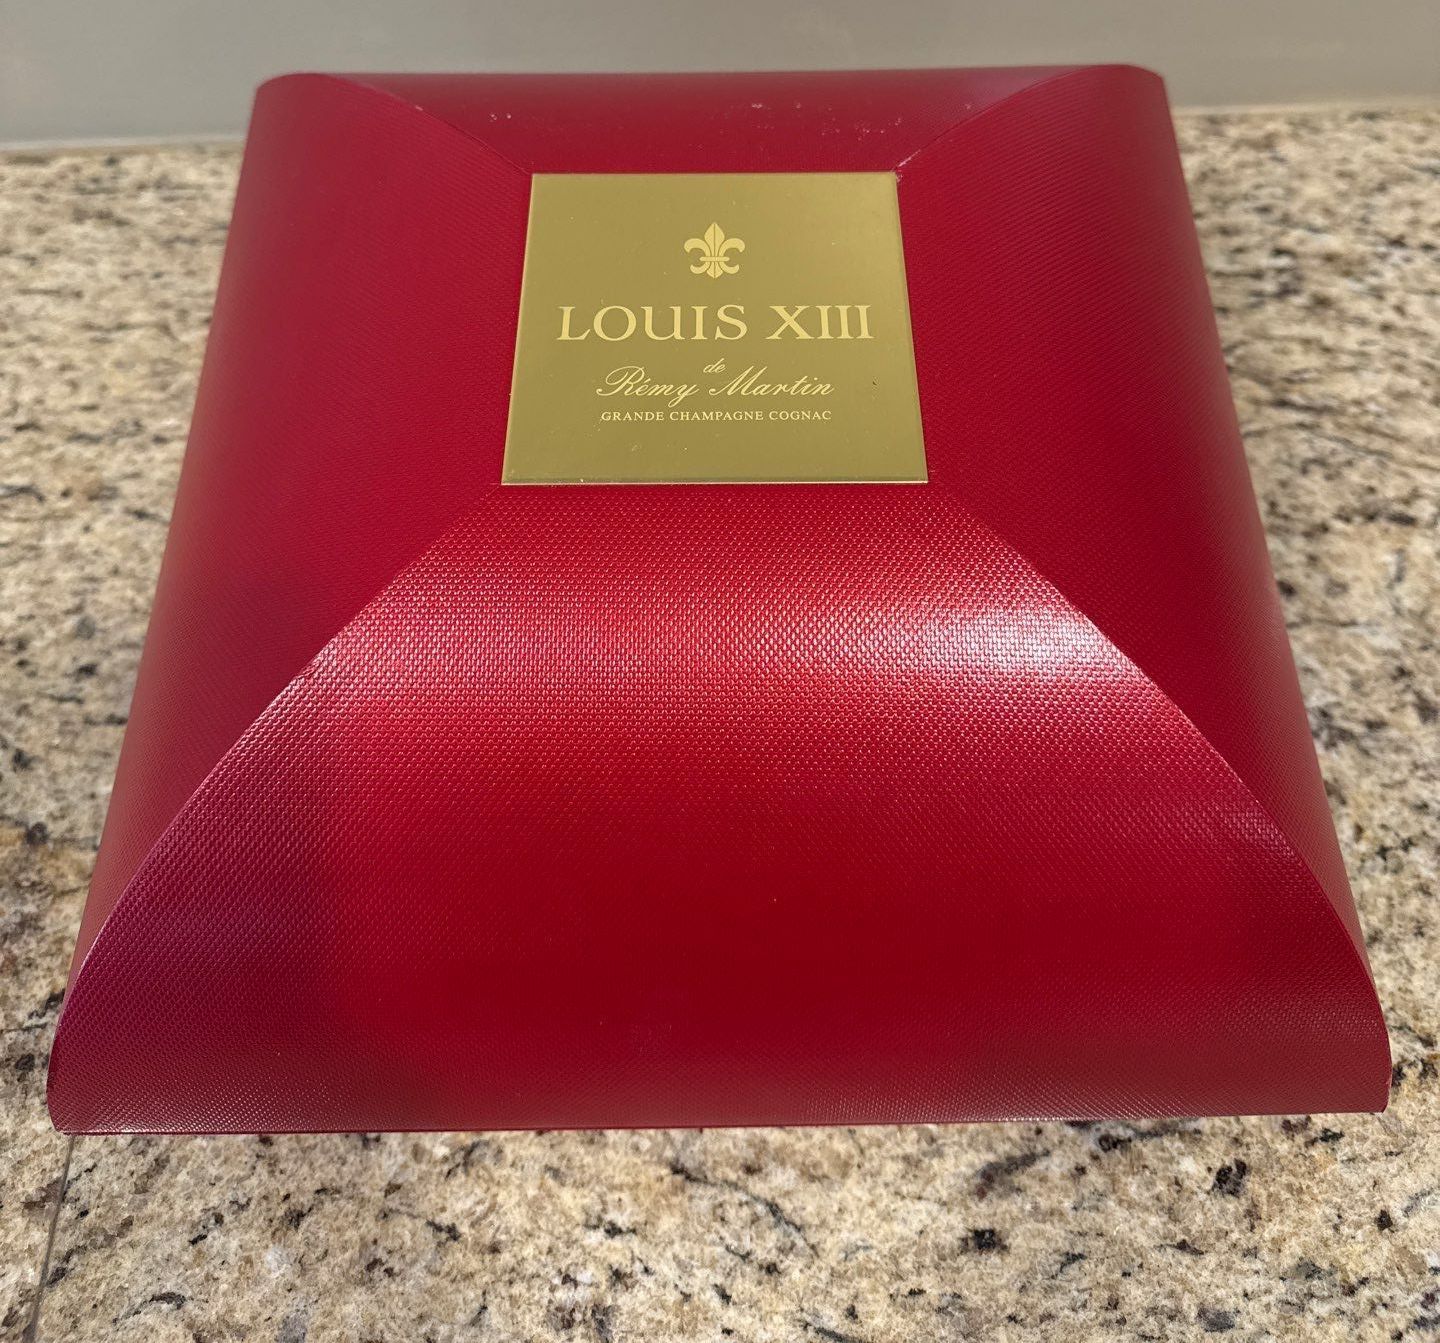 LOUIS XIII
de
Rémy Martin
GRANDE CHAMPAGNE COGNAC